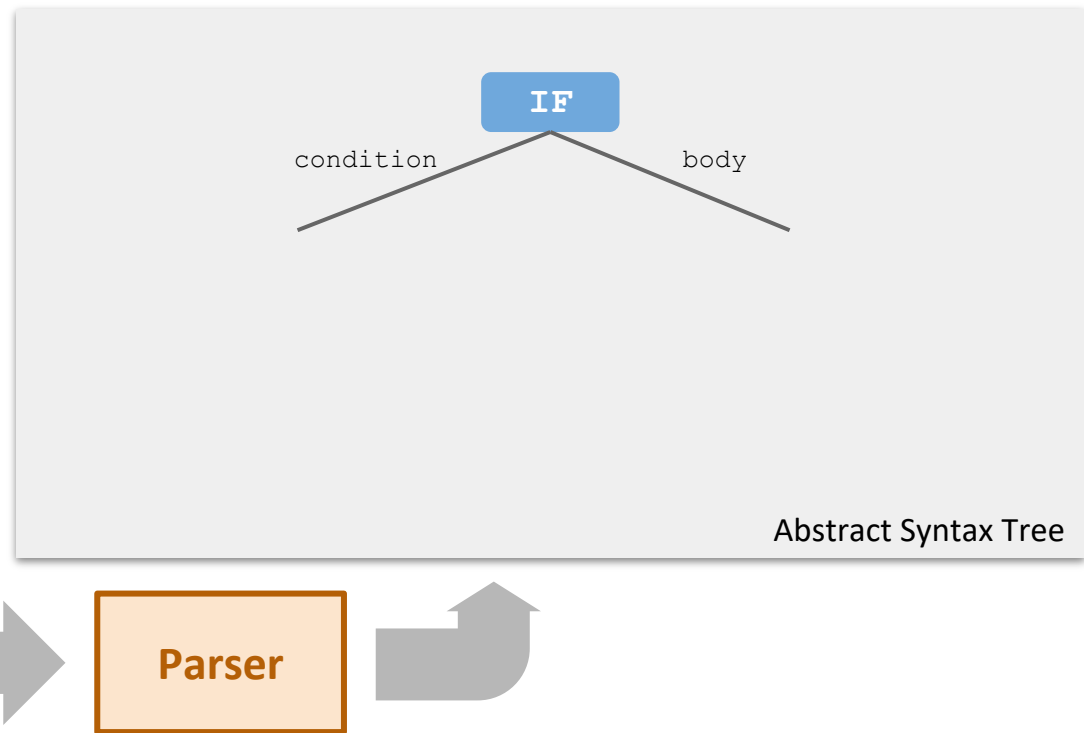 IF
condition
body
Abstract Syntax Tree
Parser